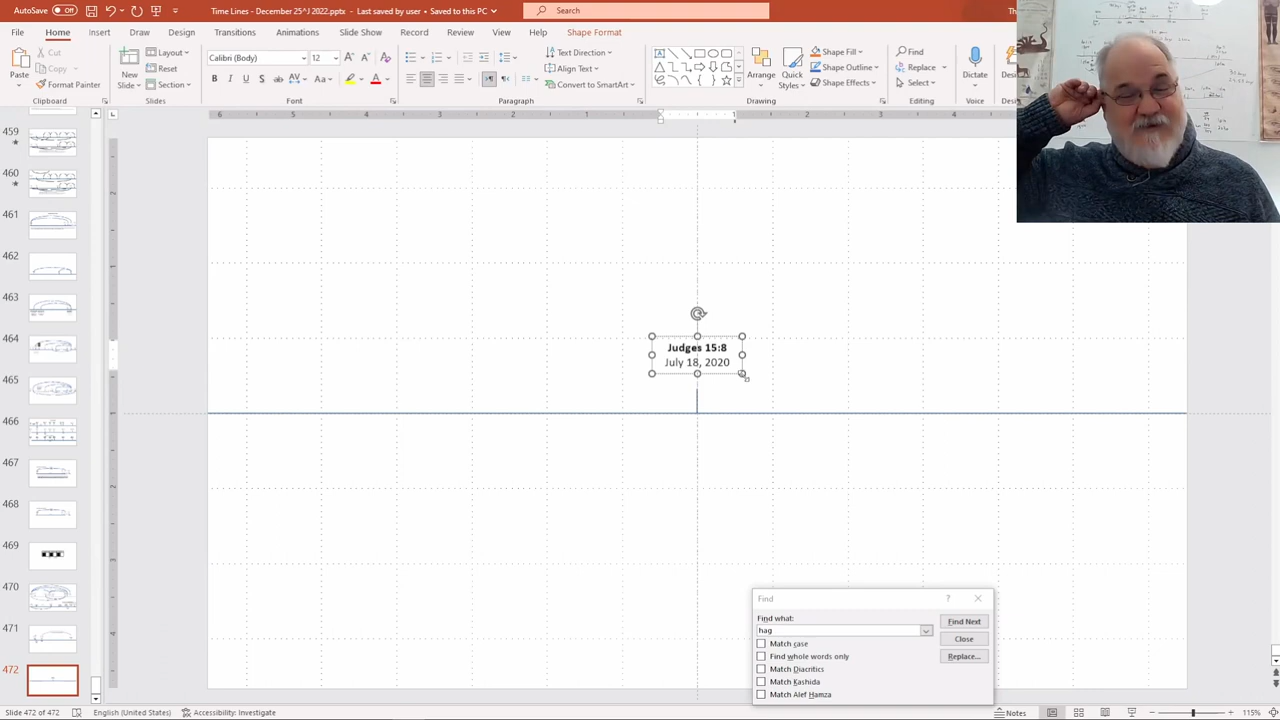 AutoSave Off
Time Lines - December 25^J 2022.pptx - Last saved by user - Saved to this PC
Search
File Home Insert Draw Design Transitions Animations Slide Show Record Review View Help Shape Format
Cut
Copy
Format Painter
Clipboard
New Slide
Layout
Reset
Section
Slides
Calibri (Body) 12
Font
Text Direction
Align Text
Convert to SmartArt
Paragraph
Arrange
Quick Styles
Shape Fill
Shape Outline
Shape Effects
Drawing
Find
Replace
Select
Editing
Dictate
Voice
459
460
461
462
463
464
465
466
467
468
469
470
471
472
Judges 15:8
July 18, 2020
Find
Find what:
hag
Match case
Find whole words only
Match Diacritics
Match Kashida
Match Alef Hamza
Find Next
Close
Replace...
Slide 472 of 472 English (United States) Accessibility: Investigate
Notes
115%